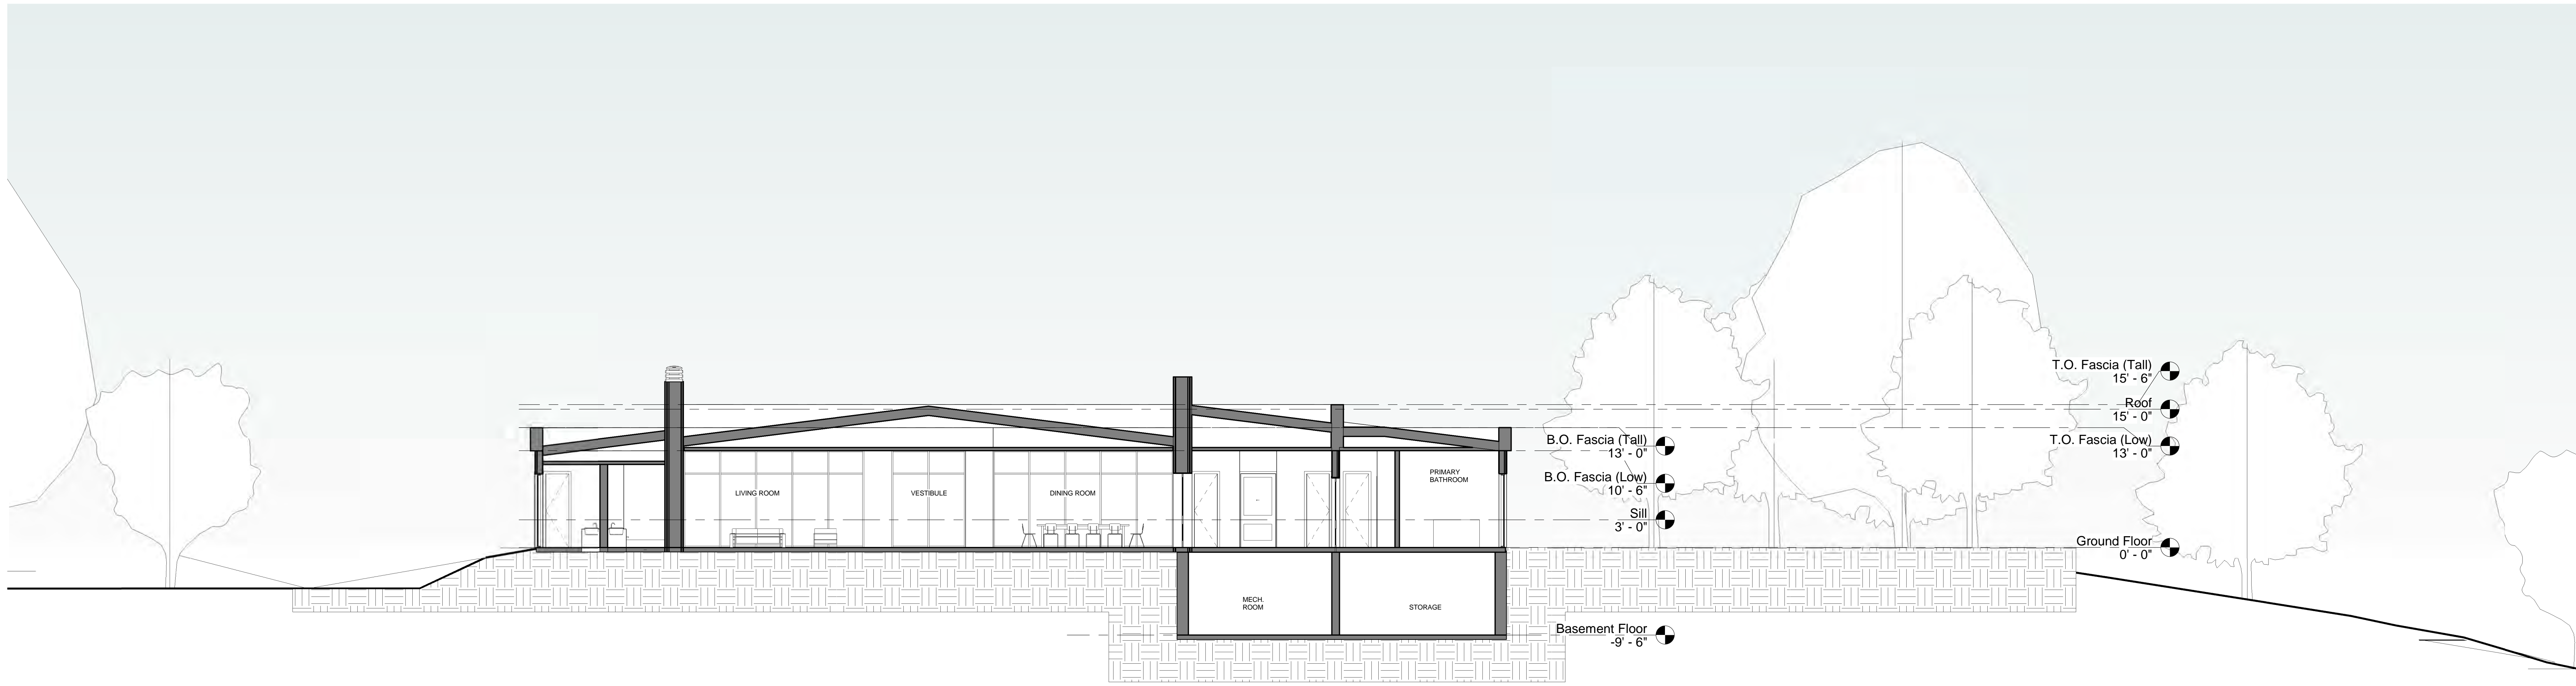 T.O. Fascia (Tall)
15' - 6"
Roof
15' - 0"
T.O. Fascia (Low)
13' - 0"
B.O. Fascia (Tall)
13' - 0"
B.O. Fascia (Low)
10' - 6"
Sill
3' - 0"
Ground Floor
0' - 0"
Basement Floor
-9' - 6"
LIVING ROOM
VESTIBULE
DINING ROOM
PRIMARY
BATHROOM
MECH.
ROOM
STORAGE